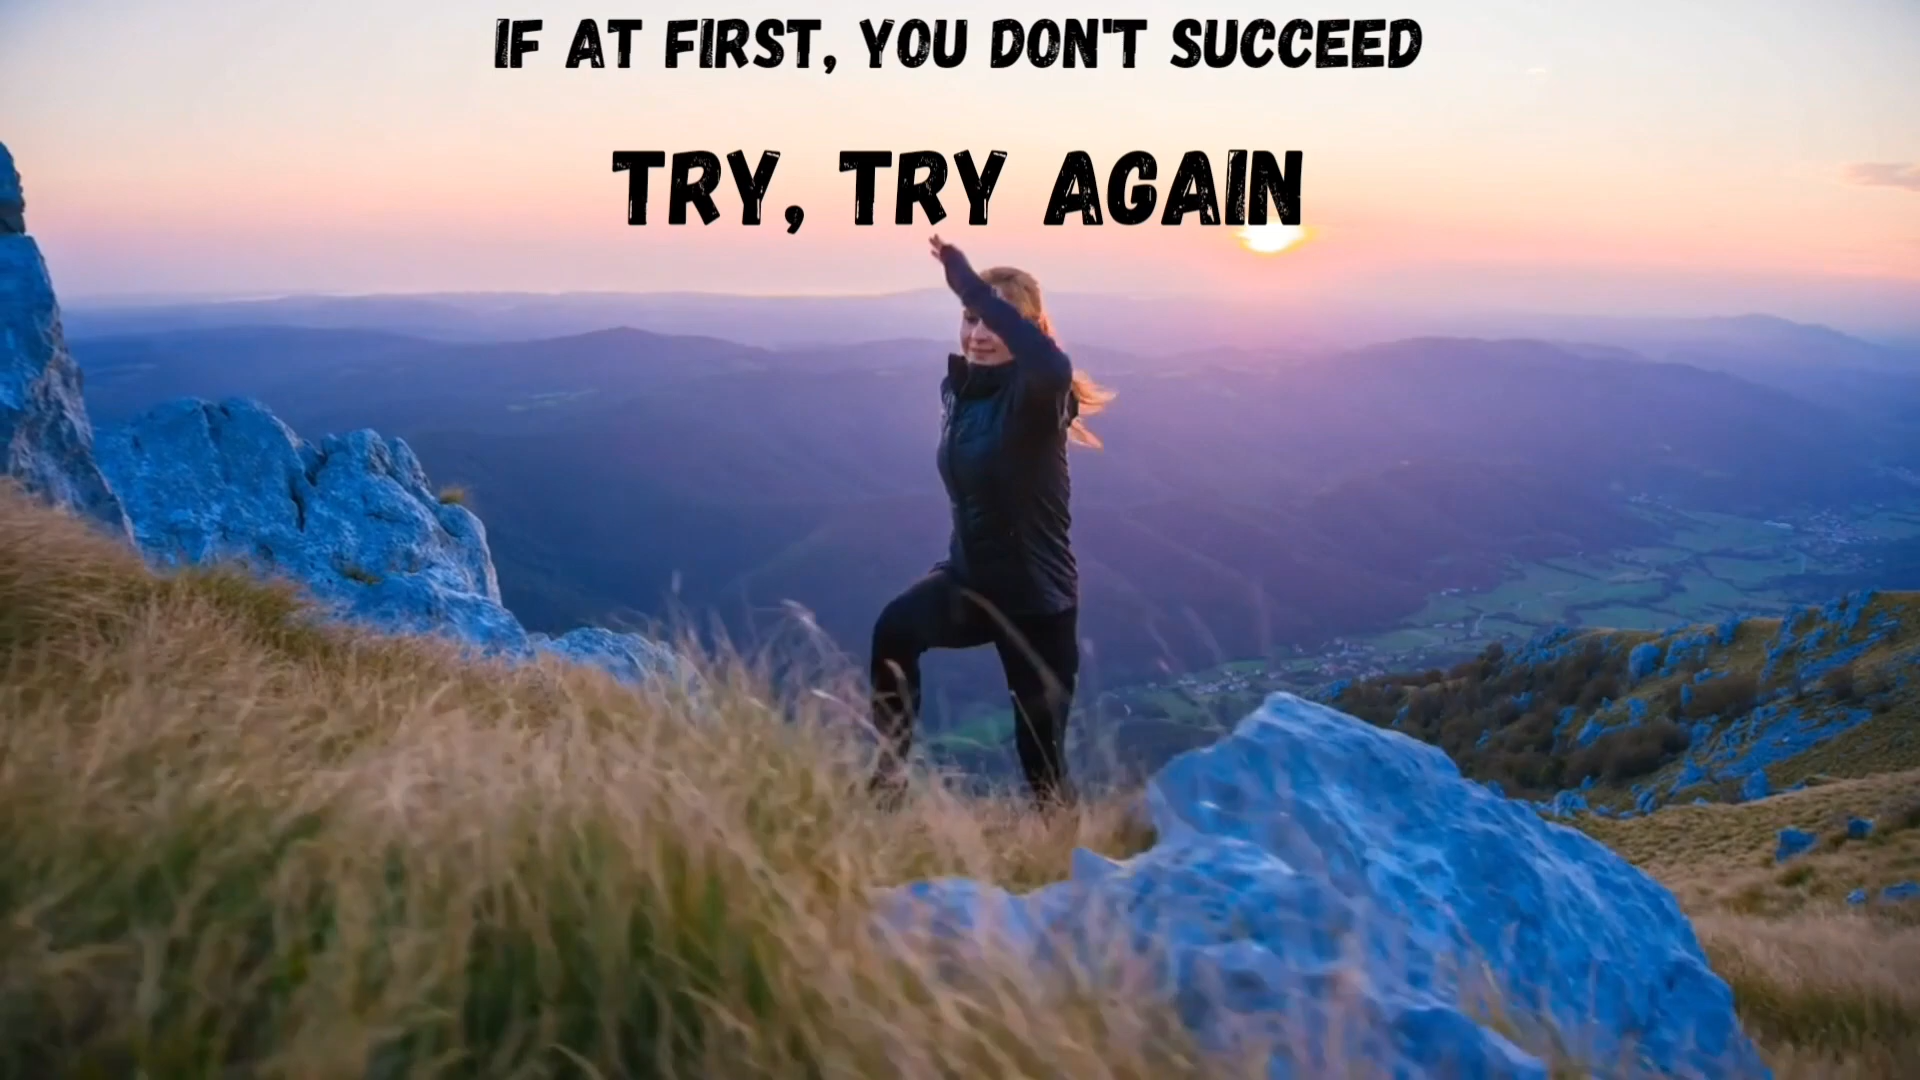 IF AT FIRST, YOU DON'T SUCCEED
TRY, TRY AGAIN